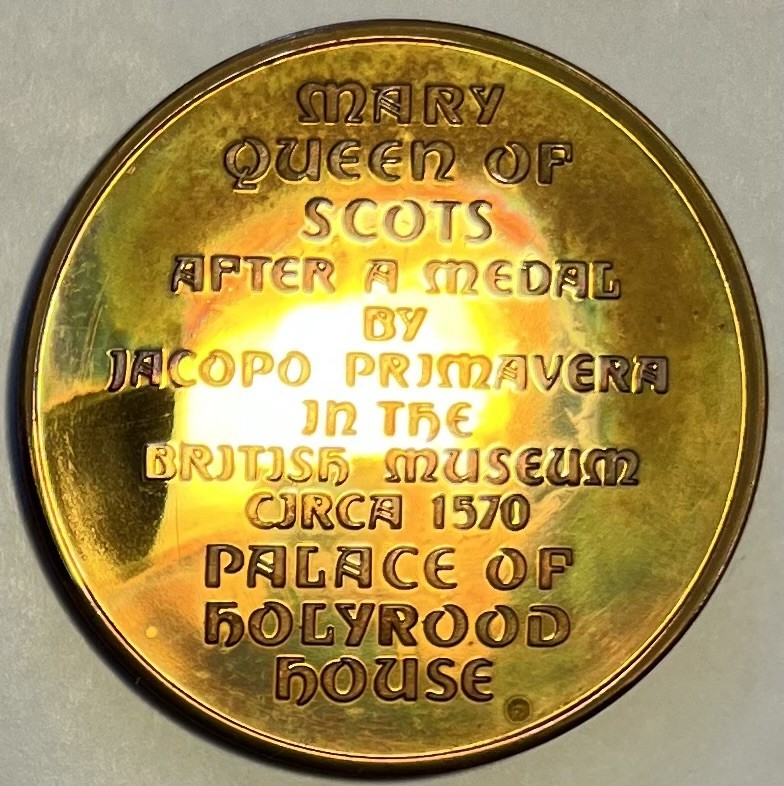 MARY
QUEEN OF
SCOTS
AFTER A MEDAL
BY
JACOPO PRIMAVERA
IN THE
BRITISH MUSEUM
CIRCA 1570
PALACE OF
HOLYROOD
HOUSE